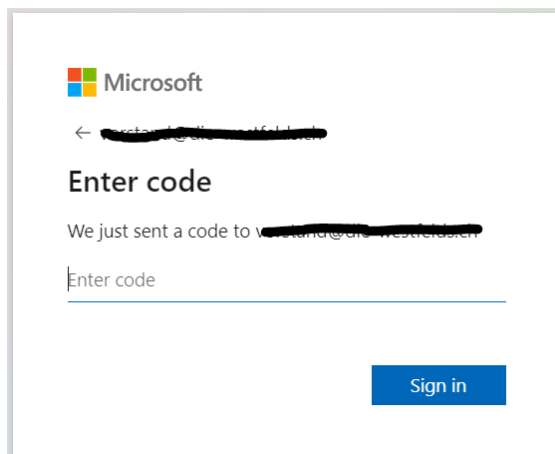 Microsoft
←
Enter code
We just sent a code to
Enter code
Sign in